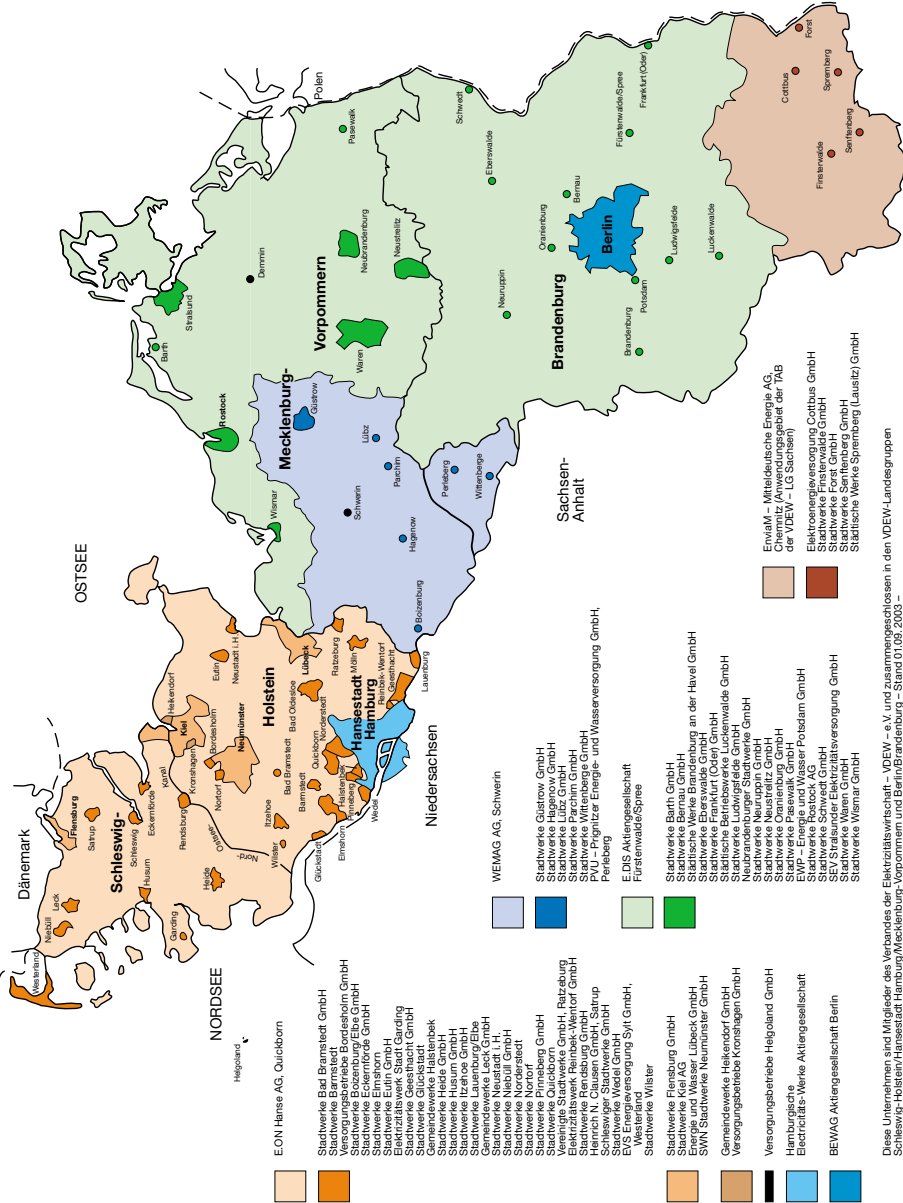 Dänemark
OSTSEE
NORDSEE
Helgoland
Westerland
Niebüll
Leck
Flensburg
Satrup
Schleswig-
Schleswig
Husum
Garding
Eckernförde
Heikendorf
Kiel
Kronshagen
Kanal
Ostsee-
Nord-
Rendsburg
Bordesholm
Nortorf
Neumünster
Heide
Eutin
Neustadt i.H
Holstein
Itzehoe
Wilster
Bad Bramstedt
Bad Oldesloe
Lübeck
Glückstadt
Barmstedt
Quickborn
Norderstedt
Elmshorn
Halstenbek
Pinneberg
Wedel
Hansestadt
Hamburg
Ratzeburg
Mölln
Reinbek-Wentorf
Geesthacht
Lauenburg
Niedersachsen
Barth
Stralsund
Rostock
Wismar
Demmin
Mecklenburg-
Vorpommern
Güstrow
Waren
Neubrandenburg
Neustrelitz
Pasewalk
Polen
Schwerin
Lübz
Parchim
Hagenow
Boizenburg
Perleberg
Wittenberge
Sachsen-
Anhalt
Schwedt
Eberswalde
Neuruppin
Oranienburg
Bernau
Brandenburg
Berlin
Brandenburg
Potsdam
Ludwigsfelde
Luckenwalde
Fürstenwalde/Spree
Frankfurt (Oder)
Cottbus
Forst
Spremberg
Finsterwalde
Senftenberg
E.ON Hanse AG, Quickborn
Stadtwerke Bad Bramstedt GmbH
Stadtwerke Barmstedt
Versorgungsbetriebe Bordesholm GmbH
Stadtwerke Boizenburg/Elbe GmbH
Stadtwerke Eckernförde GmbH
Stadtwerke Elmshorn
Stadtwerke Eutin GmbH
Elektrizitätswerk Stadt Garding
Stadtwerke Geesthacht GmbH
Stadtwerke Glückstadt
Gemeindewerke Halstenbek
Stadtwerke Heide GmbH
Stadtwerke Husum GmbH
Stadtwerke Itzehoe GmbH
Stadtwerke Lauenburg/Elbe
Gemeindewerke Leck GmbH
Stadtwerke Neustadt i.H.
Stadtwerke Niebüll GmbH
Stadtwerke Norderstedt
Stadtwerke Nortorf
Stadtwerke Pinneberg GmbH
Stadtwerke Quickborn GmbH
Vereinigte Stadtwerke GmbH, Ratzeburg
Elektrizitätswerk Reinbek-Wentorf GmbH
Stadtwerke Rendsburg GmbH
Heinrich N. Clausen GmbH, Satrup
Schleswiger Stadtwerke GmbH
Stadtwerke Wedel GmbH
EVS Energieversorgung Sylt GmbH,
Westerland
Stadtwerke Wilster
Stadtwerke Flensburg GmbH
Stadtwerke Kiel AG
Energie und Wasser Lübeck GmbH
SWN Stadtwerke Neumünster GmbH
Gemeindewerke Heikendorf GmbH
Versorgungsbetriebe Kronshagen GmbH
Versorgungsbetriebe Helgoland GmbH
Hamburgische
Electricitäts-Werke Aktiengesellschaft
BEWAG Aktiengesellschaft Berlin
WEMAG AG, Schwerin
Stadtwerke Güstrow GmbH
Stadtwerke Hagenow GmbH
Stadtwerke Lübz GmbH
Stadtwerke Parchim GmbH
Stadtwerke Wittenberge GmbH
PVU – Prignitzer Energie- und Wasserversorgung GmbH,
Perleberg
E.DIS Aktiengesellschaft
Fürstenwalde/Spree
Stadtwerke Barth GmbH
Stadtwerke Bernau GmbH
Städtische Werke Brandenburg an der Havel GmbH
Stadtwerke Eberswalde GmbH
Stadtwerke Frankfurt (Oder) GmbH
Städtische Betriebswerke Luckenwalde GmbH
Stadtwerke Ludwigsfelde GmbH
Neubrandenburger Stadtwerke GmbH
Stadtwerke Neuruppin GmbH
Stadtwerke Neustrelitz GmbH
Stadtwerke Oranienburg GmbH
Stadtwerke Pasewalk GmbH
EWP – Energie und Wasser Potsdam GmbH
Stadtwerke Rostock AG
Stadtwerke Schwedt GmbH
SEV Stralsunder Elektrizitätsversorgung GmbH
Stadtwerke Waren GmbH
Stadtwerke Wismar GmbH
EnviaM – Mitteldeutsche Energie AG,
Chemnitz (Anwendungsgebiet der TAB
der VDEW – LG Sachsen)
Elektroenergieversorgung Cottbus GmbH
Stadtwerke Finsterwalde GmbH
Stadtwerke Forst GmbH
Stadtwerke Senftenberg GmbH
Städtische Werke Spremberg (Lausitz) GmbH
Diese Unternehmen sind Mitglieder des Verbandes der Elektrizitätswirtschaft – VDEW – e.V. und zusammengeschlossen in den VDEW-Landesgruppen
Schleswig-Holstein/Hansestadt Hamburg/Mecklenburg-Vorpommern und Berlin/Brandenburg – Stand 01.09. 2003 –